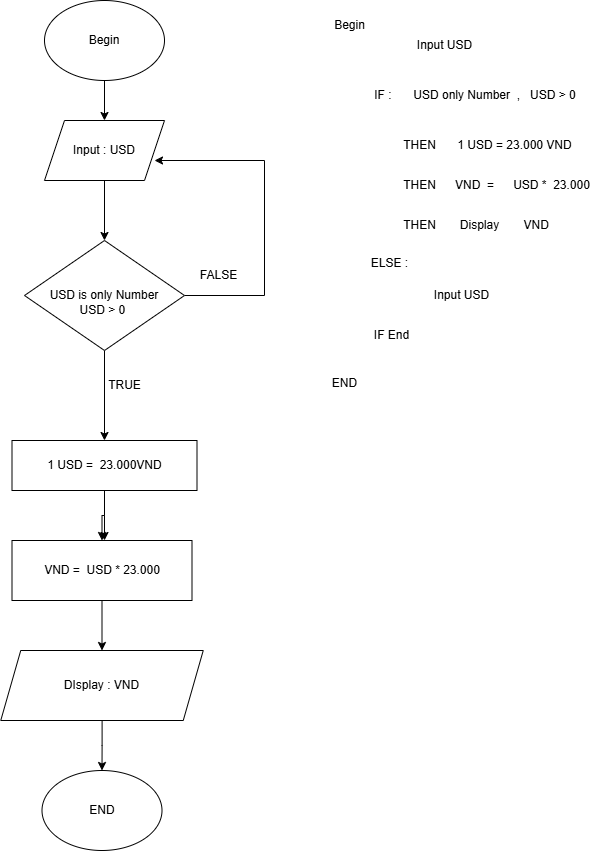 Begin
Input : USD
FALSE
USD is only Number
USD > 0
TRUE
1 USD = 23.000VND
VND = USD * 23.000
DIsplay : VND
END
Begin
Input USD
IF : USD only Number , USD > 0
THEN 1 USD = 23.000 VND
THEN VND = USD * 23.000
THEN Display VND
ELSE :
Input USD
IF End
END